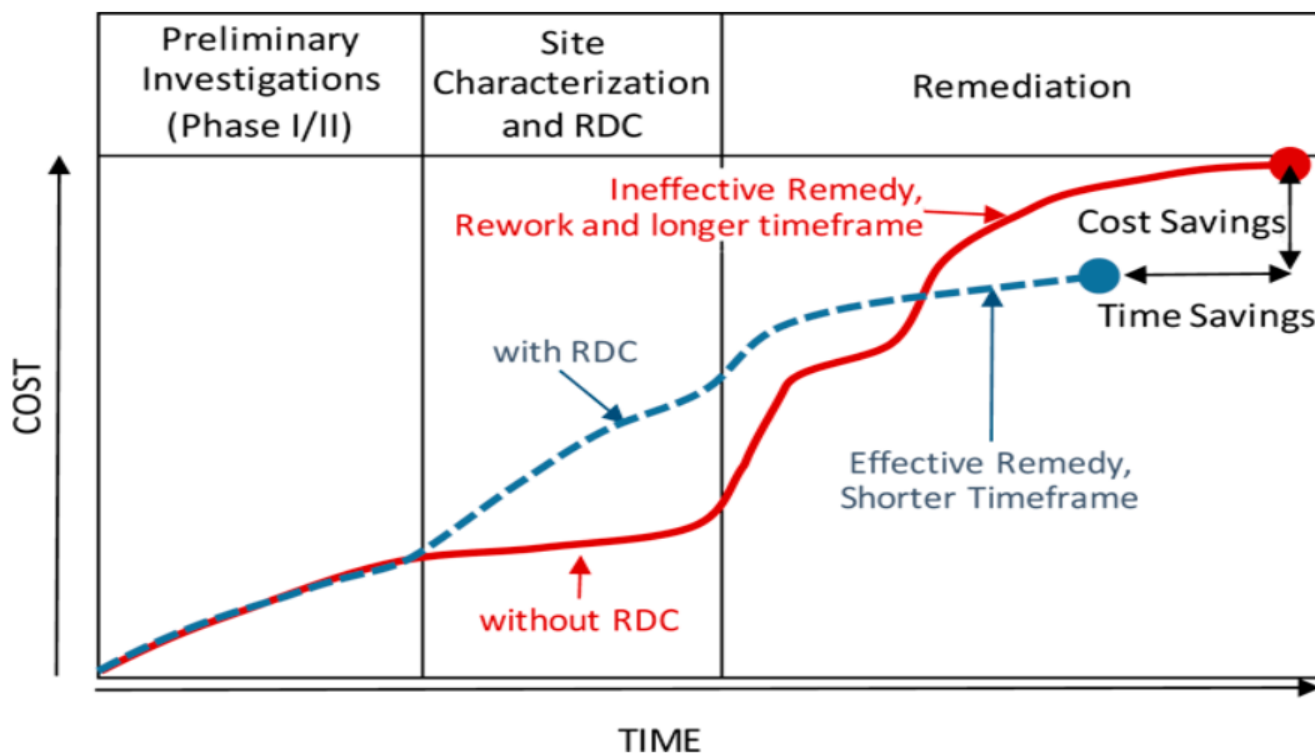 Preliminary
Investigations
(Phase I/II)
Site
Characterization
and RDC
Remediation
Ineffective Remedy,
Rework and longer timeframe
Cost Savings
Time Savings
with RDC
COST
Effective Remedy,
Shorter Timeframe
without RDC
TIME